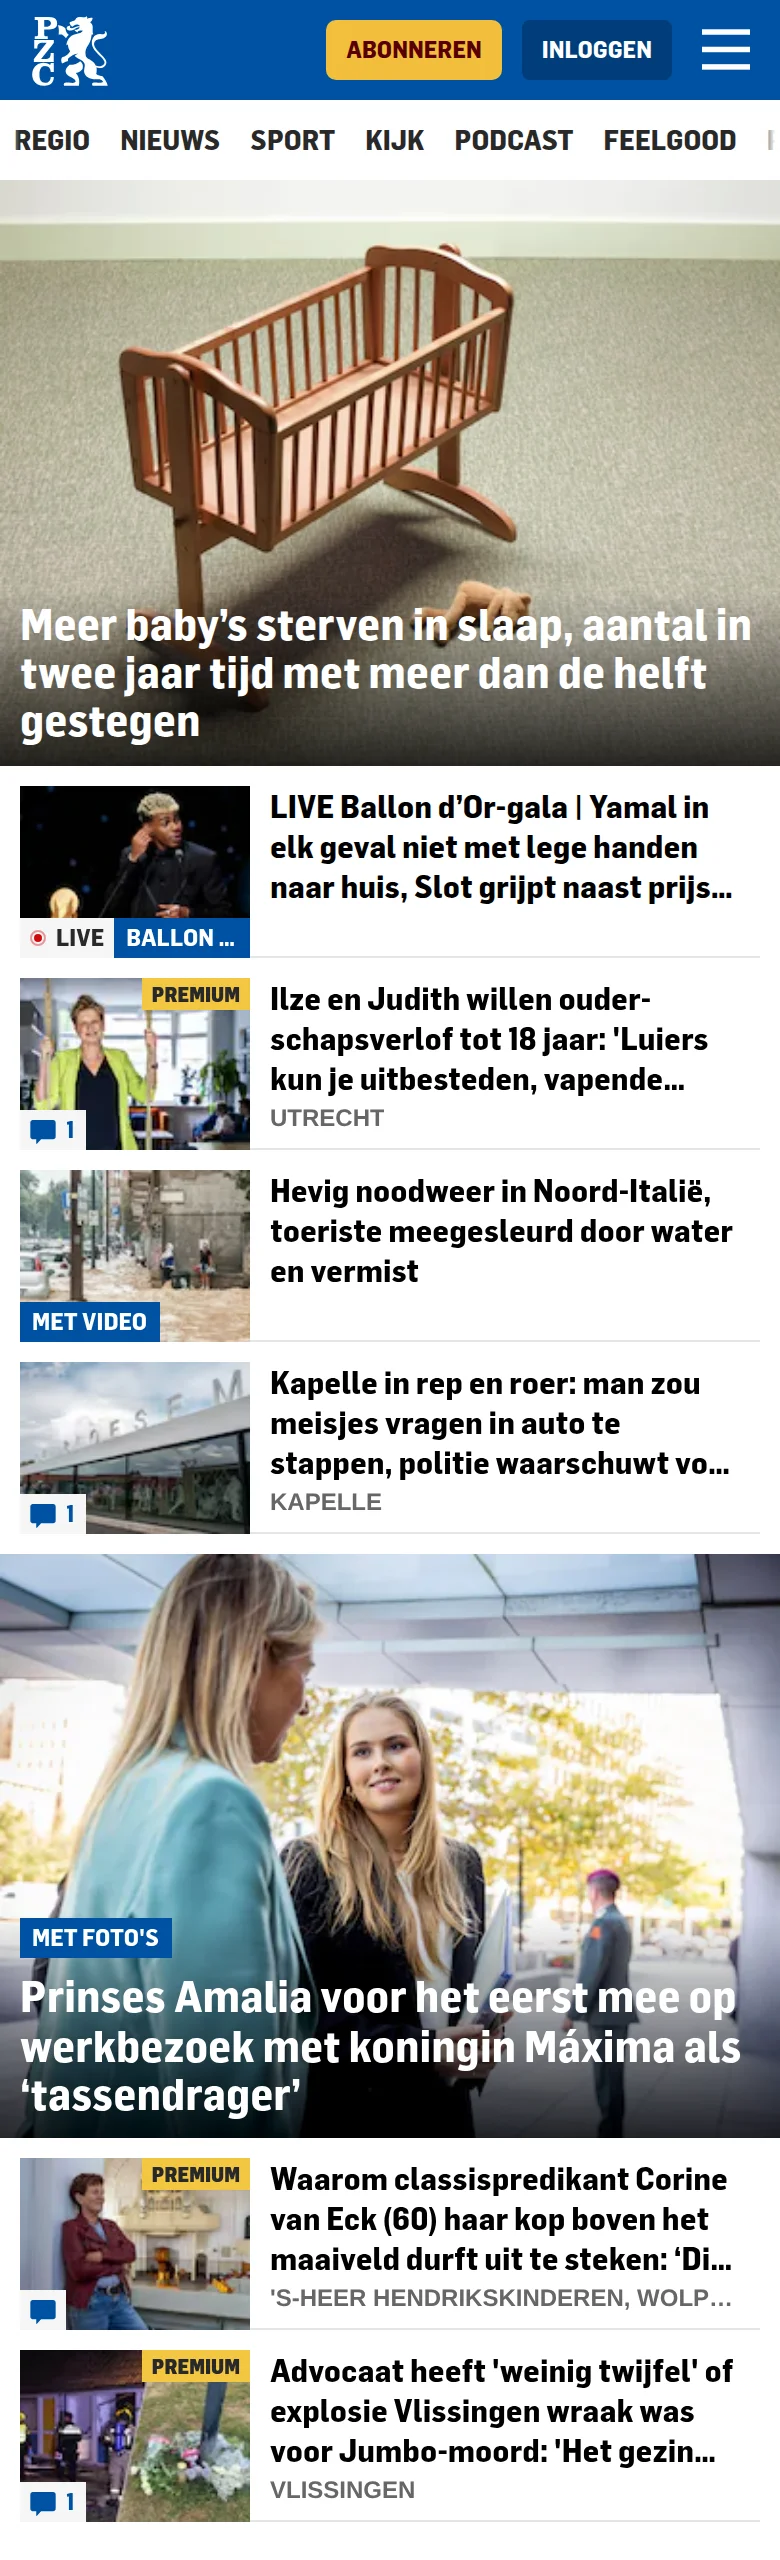 P
Z
C
ABONNEREN
INLOGGEN
REGIO NIEUWS SPORT KIJK PODCAST FEELGOOD
Meer baby’s sterven in slaap, aantal in
twee jaar tijd met meer dan de helft
gestegen
LIVE Ballon d’Or-gala | Yamal in
elk geval niet met lege handen
naar huis, Slot grijpt naast prijs...
LIVE
BALLON ...
PREMIUM
1
Ilze en Judith willen ouder-
schapsverlof tot 18 jaar: 'Luiers
kun je uitbesteden, vapende...
UTRECHT
Hevig noodweer in Noord-Italië,
toeriste meegesleurd door water
en vermist
MET VIDEO
Kapelle in rep en roer: man zou
meisjes vragen in auto te
stappen, politie waarschuwt vo...
KAPELLE
1
MET FOTO'S
Prinses Amalia voor het eerst mee op
werkbezoek met koningin Máxima als
‘tassendrager’
PREMIUM
Waarom classispredikant Corine
van Eck (60) haar kop boven het
maaiveld durft uit te steken: ‘Di...
'S-HEER HENDRIKSKINDEREN, WOLP...
PREMIUM
1
Advocaat heeft 'weinig twijfel' of
explosie Vlissingen wraak was
voor Jumbo-moord: 'Het gezin...
VLISSINGEN